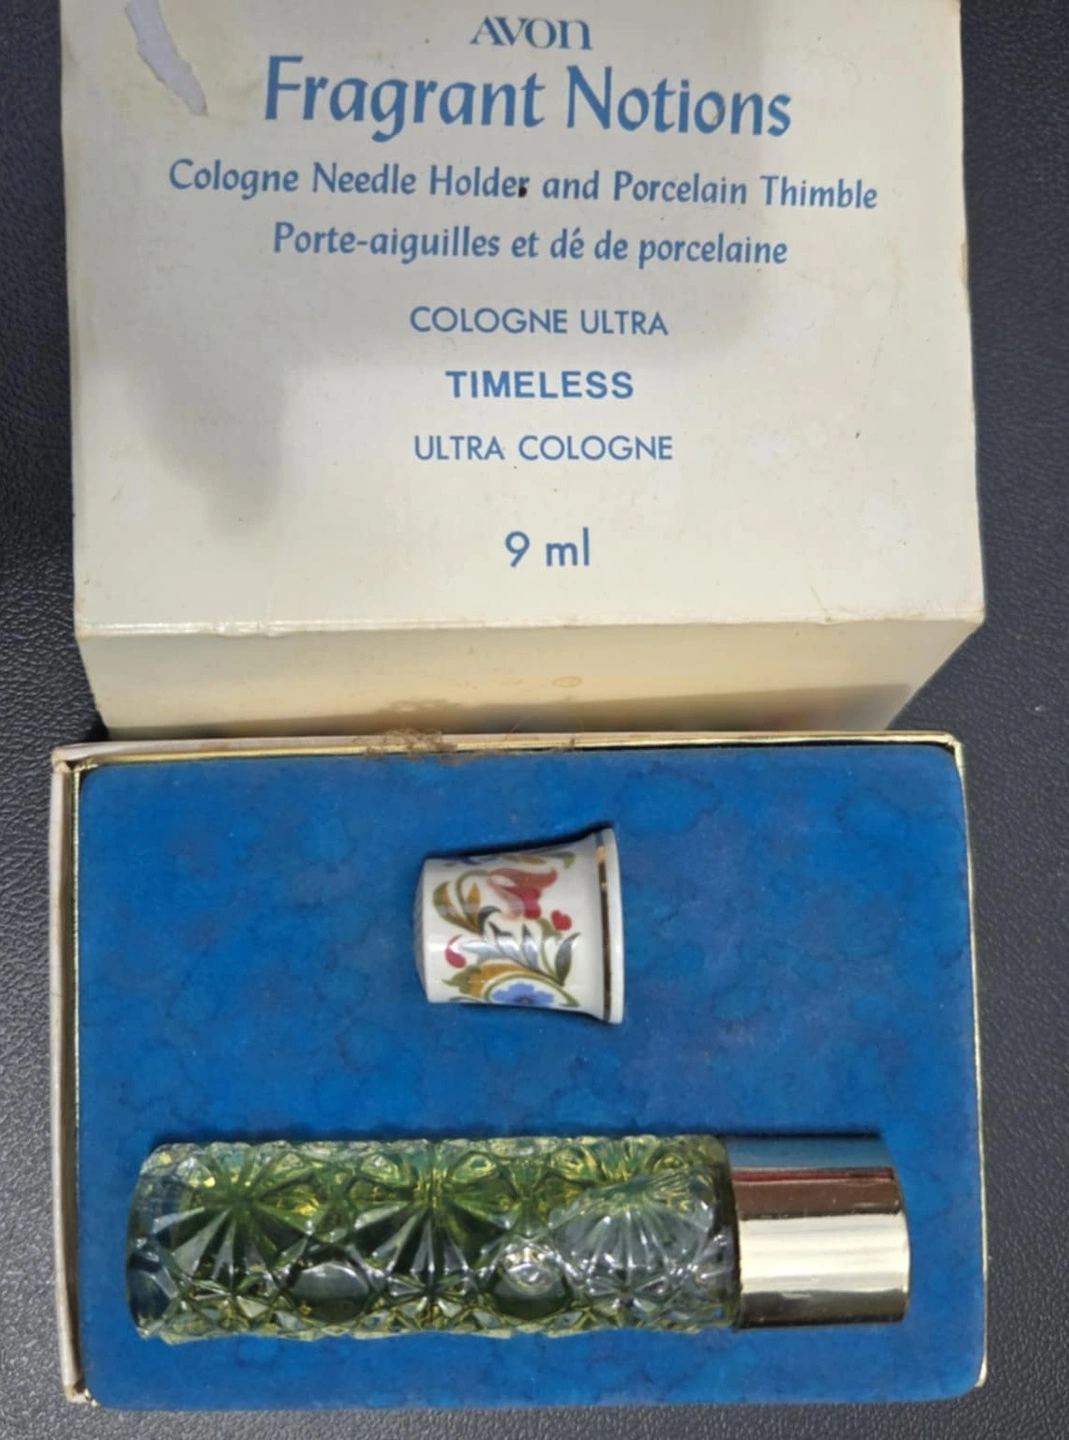 AVON
Fragrant Notions
Cologne Needle Holder and Porcelain Thimble
Porte-aiguilles et dé de porcelaine
COLOGNE ULTRA
TIMELESS
ULTRA COLOGNE
9 ml